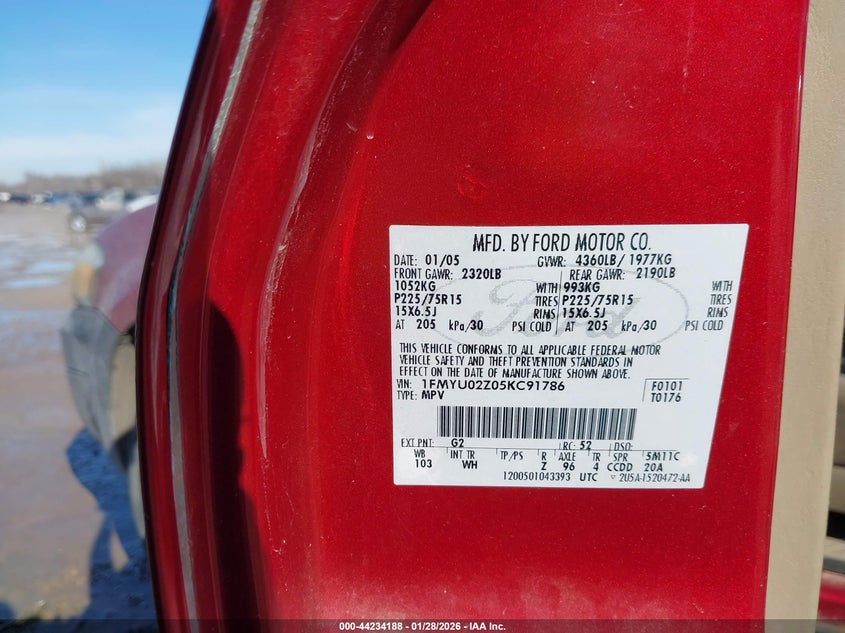 MFD. BY FORD MOTOR CO.
DATE: 01/05 GVWR: 4360LB/ 1977KG
FRONT GAWR: 2320LB REAR GAWR: 2190LB
1052KG WITH 993KG WITH
P225/75R15 TIRES P225/75R15 TIRES
15X6.5J RIMS 15X6.5J RIMS
AT 205 kPa/30 PSI COLD AT 205 kPa/30 PSI COLD
Ford
THIS VEHICLE CONFORMS TO ALL APPLICABLE FEDERAL MOTOR
VEHICLE SAFETY AND THEFT PREVENTION STANDARDS IN
EFFECT ON THE DATE OF MANUFACTURE SHOWN ABOVE.
VIN: 1FMYU02Z05KC91786 F0101
TYPE: MPV T0176
EXT PNT: G2 RC: 52 DSO:
WB INT TR TP/PS R AXLE TR SPR 5M11C
103 WH Z 96 4 CCDD 20A
1200501043393 UTC 2U5A-1520472-AA
000-44234188 | 01/28/2026 - IAA Inc.